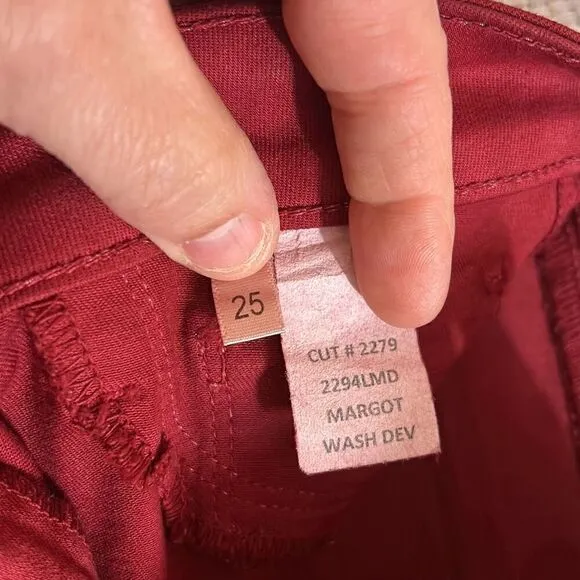 25
CUT # 2279
2294LMD
MARGOT
WASH DEV